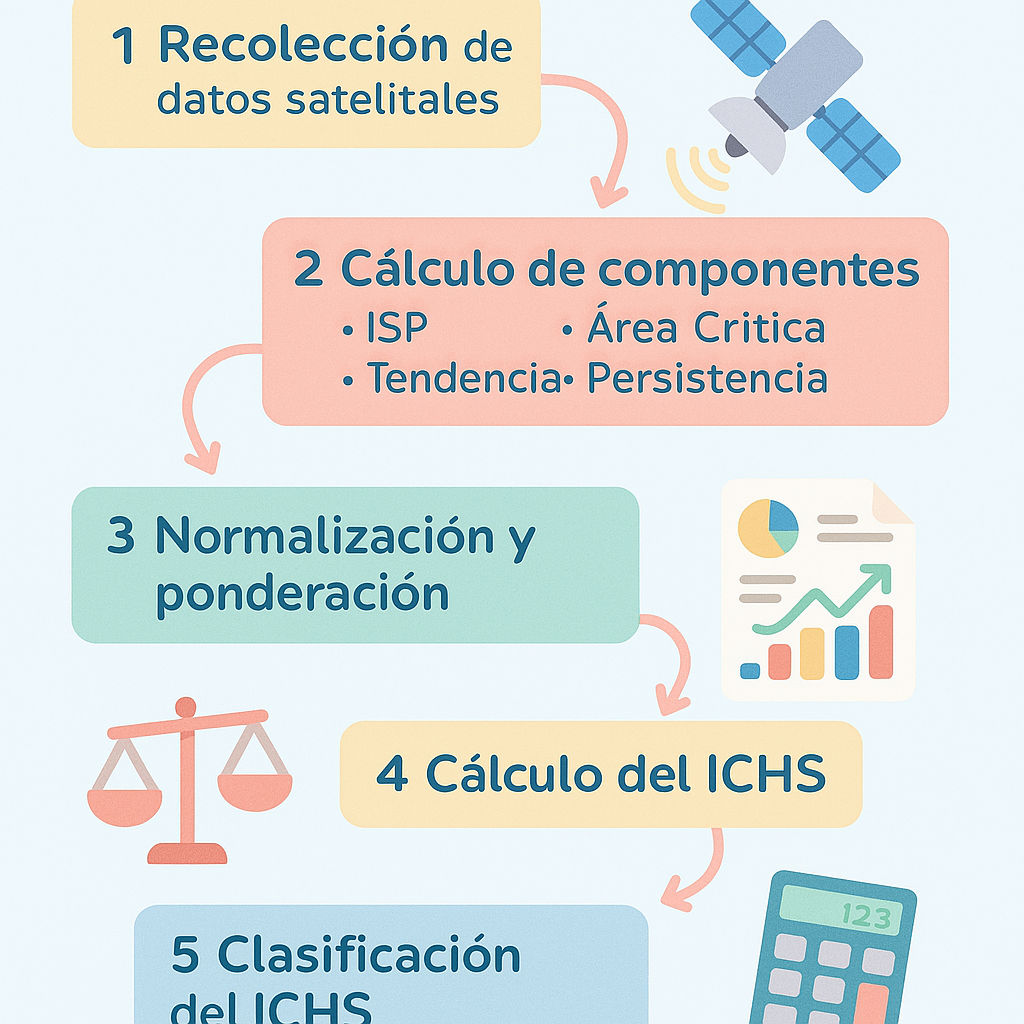 1 Recolección de
datos satelitales
2 Cálculo de componentes
• ISP • Área Critica
• Tendencia • Persistencia
3 Normalización y
ponderación
4 Cálculo del ICHS
5 Clasificación
del ICHS
123